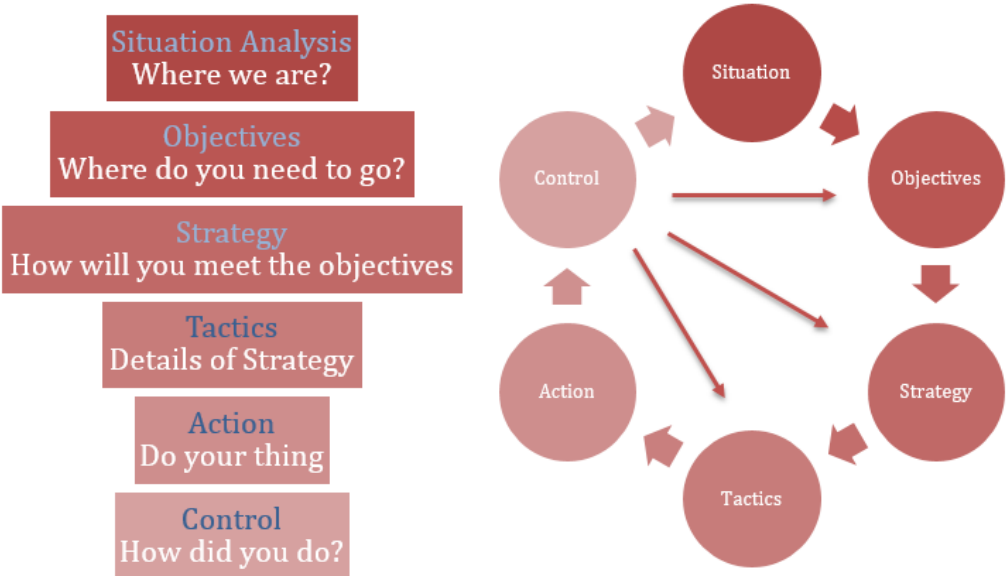 Situation Analysis
Where we are?
Objectives
Where do you need to go?
Strategy
How will you meet the objectives
Tactics
Details of Strategy
Action
Do your thing
Control
How did you do?
Situation
Objectives
Strategy
Tactics
Action
Control